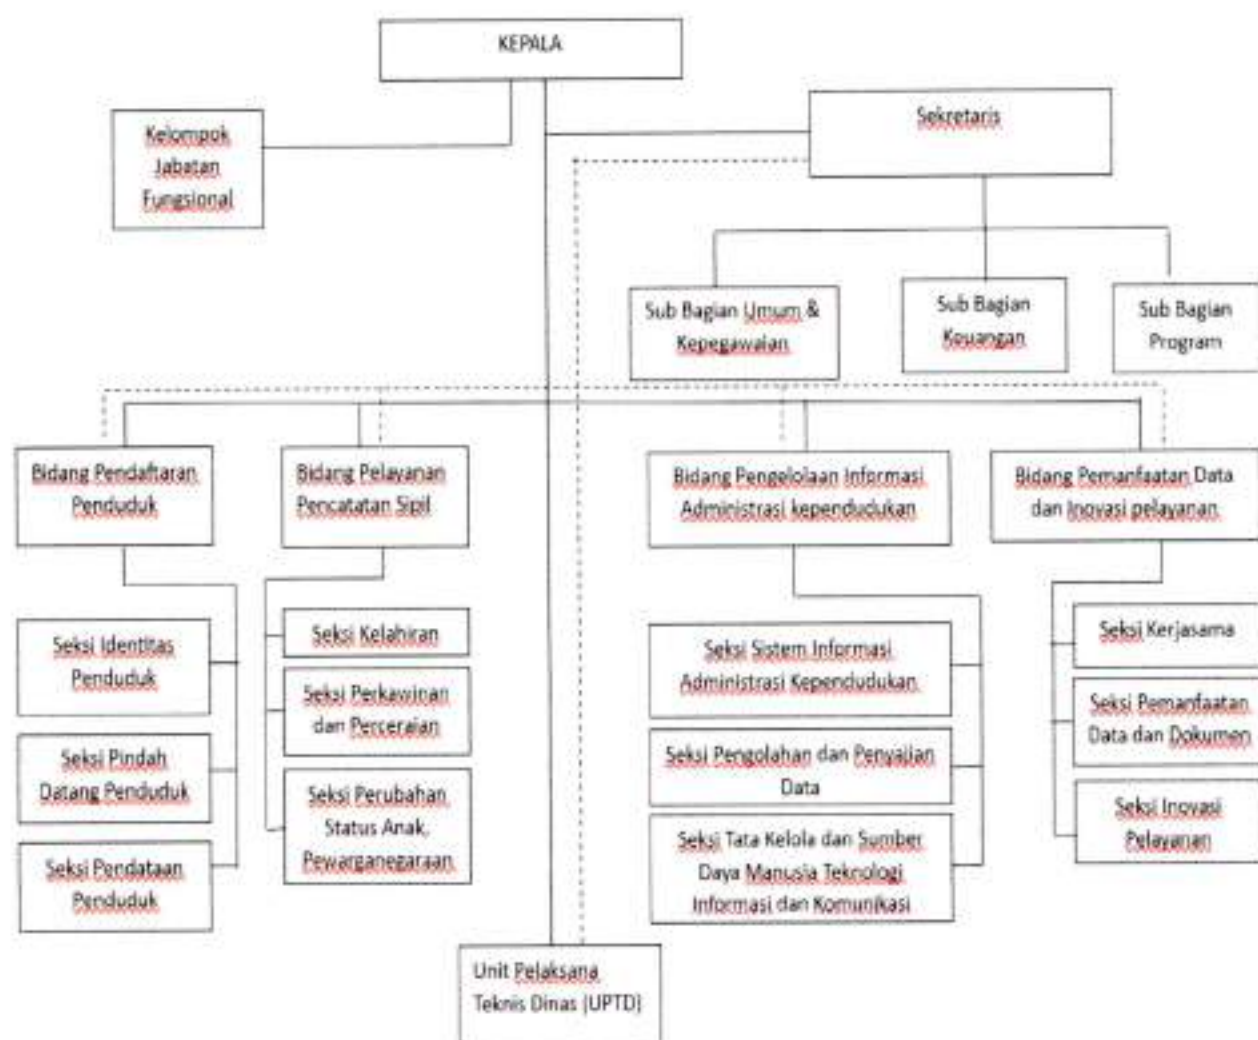 KEPALA
Sekretaris
Kelompok
Jabatan
Fungsional
Sub Bagian Umum &
Kepegawaian
Sub Bagian
Keuangan
Sub Bagian
Program
Bidang Pendaftaran
Penduduk
Bidang Pelayanan
Pencatatan Sipil
Bidang Pengelolaan Informasi
Administrasi kependudukan
Bidang Pemanfaatan Data
dan Inovasi pelayanan
Seksi Identitas
Penduduk
Seksi Pindah
Datang Penduduk
Seksi Pendataan
Penduduk
Seksi Kelahiran
Seksi Perkawinan
dan Perceraian
Seksi Perubahan
Status Anak,
Pewarganegaraan
Seksi Sistem Informasi
Administrasi Kependudukan
Seksi Pengolahan dan Penyajian
Data
Seksi Tata Kelola dan Sumber
Daya Manusia Teknologi
Informasi dan Komunikasi
Seksi Kerjasama
Seksi Pemanfaatan
Data dan Dokumen
Seksi Inovasi
Pelayanan
Unit Pelaksana
Teknis Dinas (UPTD)